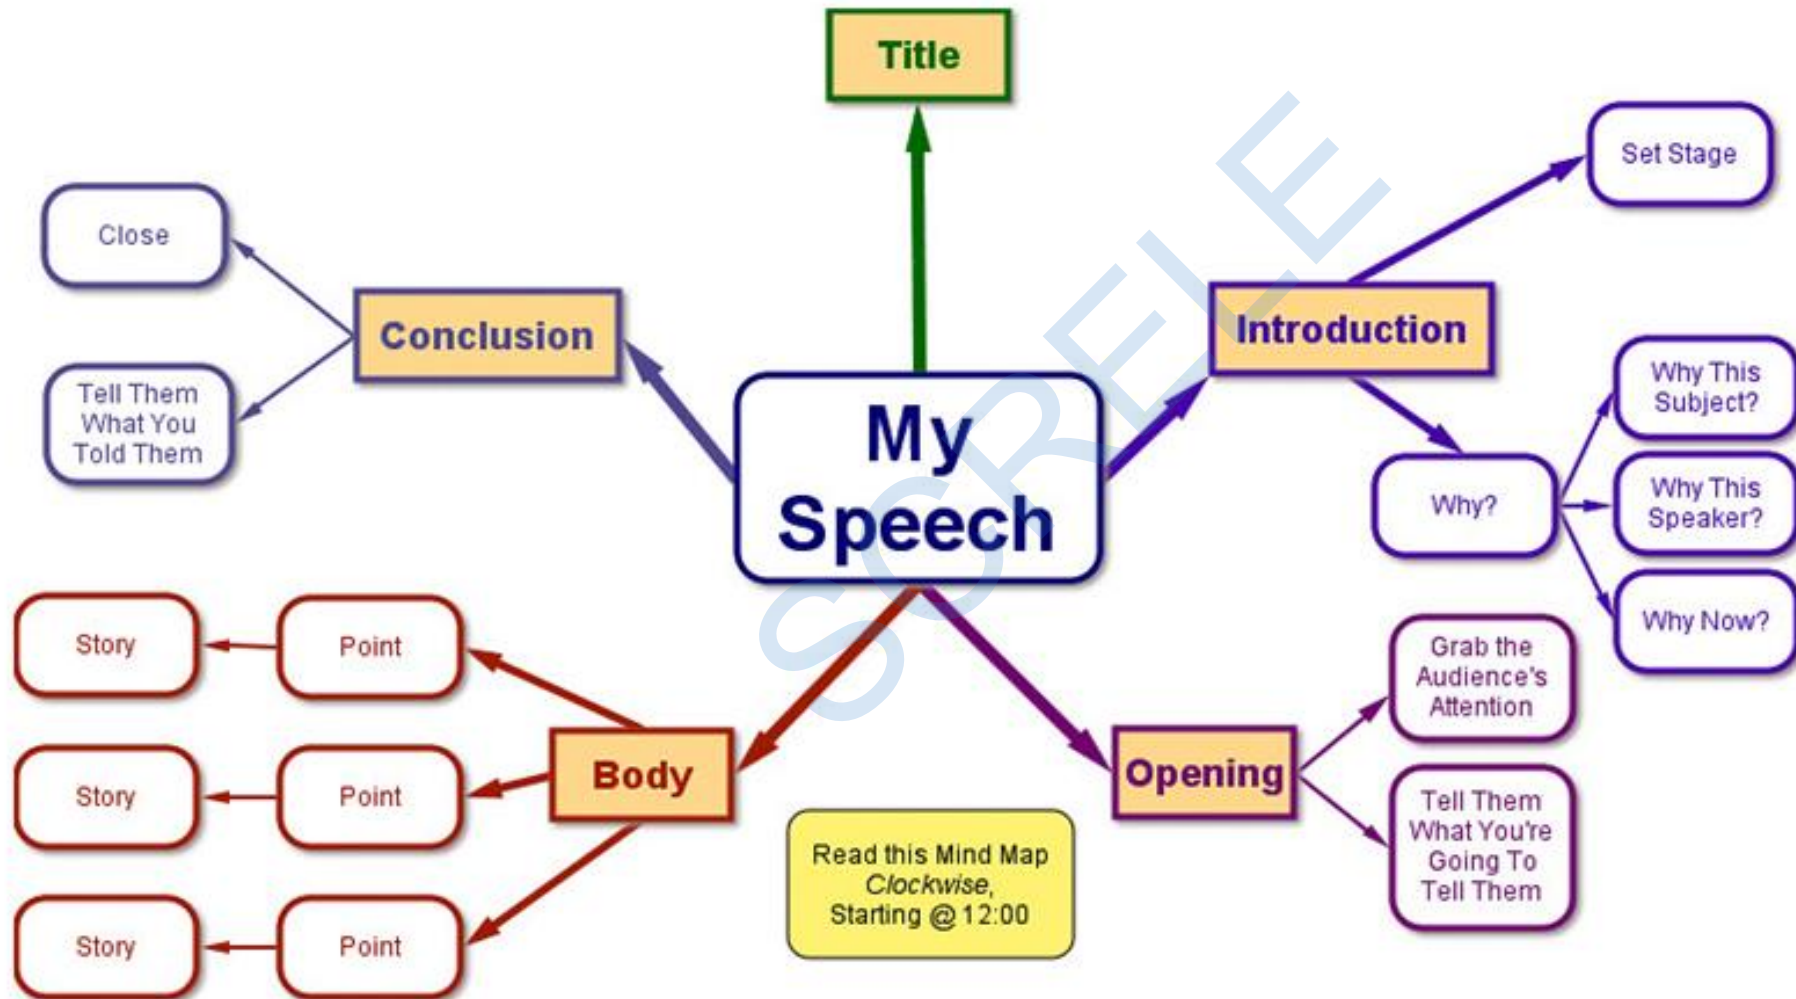 Title
Set Stage
Introduction
Why This
Subject?
Why?
Why This
Speaker?
Why Now?
My
Speech
Grab the
Audience's
Attention
Opening
Tell Them
What You're
Going To
Tell Them
Read this Mind Map
Clockwise,
Starting @ 12:00
Body
Point
Story
Point
Story
Point
Story
Conclusion
Close
Tell Them
What You
Told Them
SCRELE